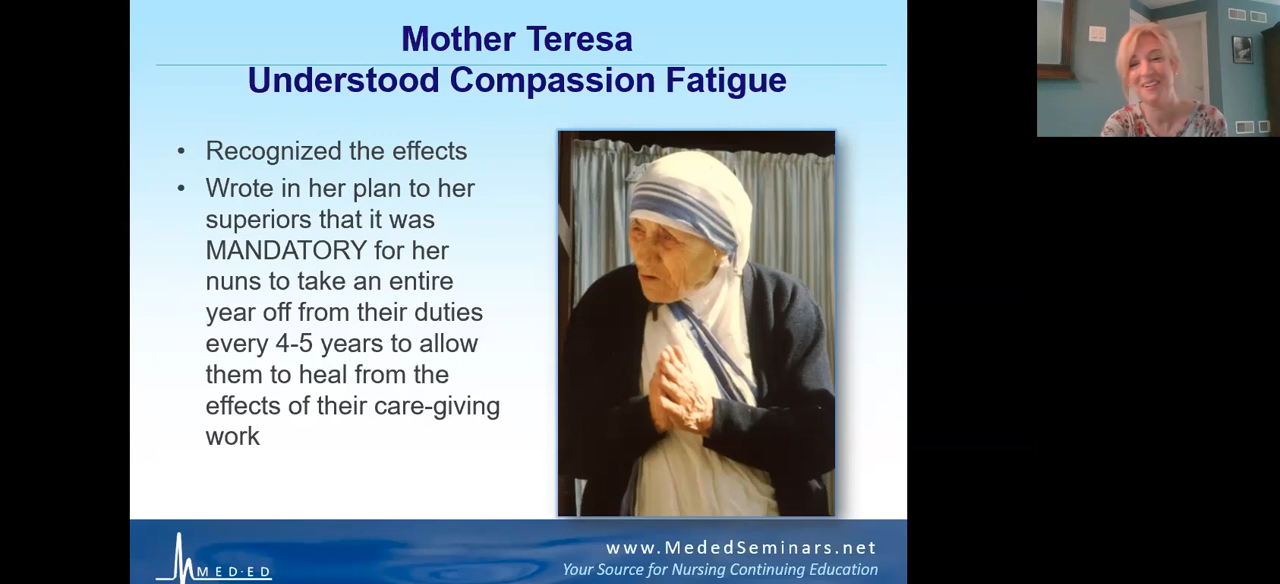 Mother Teresa
Understood Compassion Fatigue
• Recognized the effects
• Wrote in her plan to her
superiors that it was
MANDATORY for her
nuns to take an entire
year off from their duties
every 4-5 years to allow
them to heal from the
effects of their care-giving
work
www.MededSeminars.net
MED-ED
Your Source for Nursing Continuing Education